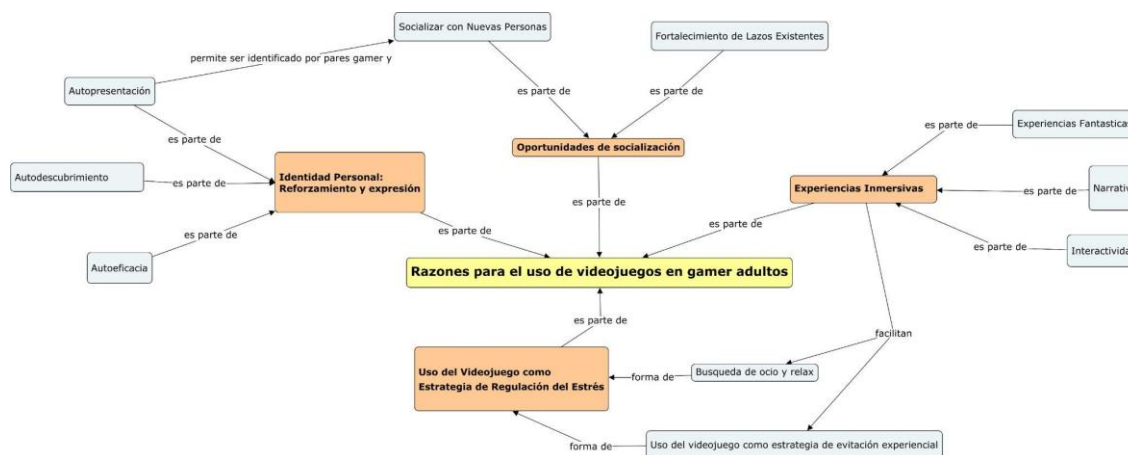 Socializar con Nuevas Personas
Fortalecimiento de Lazos Existentes
permite ser identificado por pares gamer y
Autopresentación
es parte de
es parte de
Experiencias Fantasticas
es parte de
es parte de
Oportunidades de socialización
Autodescubrimiento
es parte de
Identidad Personal:
Reforzamiento y expresión
Experiencias Inmersivas
es parte de
Narrativ
es parte de
es parte de
es parte de
es parte de
es parte de
Autoeficacia
Interactivida
Razones para el uso de videojuegos en gamer adultos
es parte de
facilitan
Uso del Videojuego como
Estrategia de Regulación del Estrés
forma de
Busqueda de ocio y relax
forma de
Uso del videojuego como estrategia de evitación experiencial